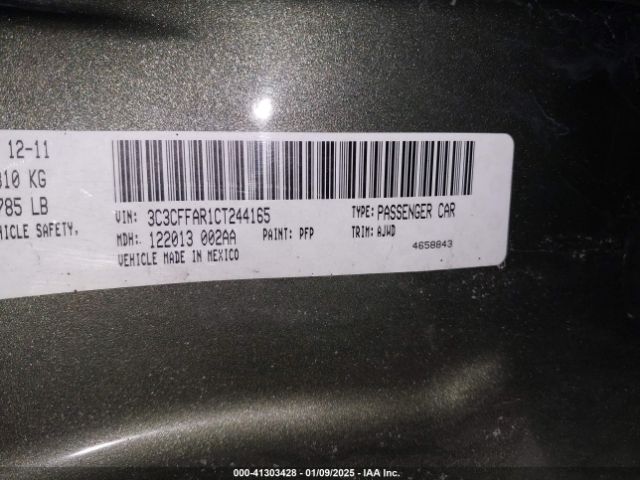 12-11
810 KG
785 LB
VEHICLE SAFETY,
VIN: 3C3CFFAR1CT244165 TYPE: PASSENGER CAR
MDH: 122013 002AA PAINT: PFP TRIM: AJWD
VEHICLE MADE IN MEXICO 4658843
000-41303428 - 01/09/2025 - IAA Inc.